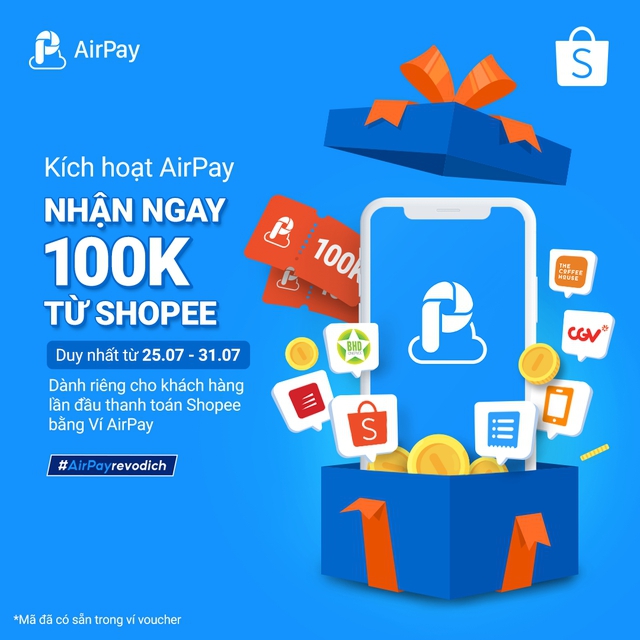 AirPay
S
Kích hoạt AirPay
NHẬN NGAY
100K
TỪ SHOPEE
Duy nhất từ 25.07 - 31.07
Dành riêng cho khách hàng
lần đầu thanh toán Shopee
bằng Ví AirPay
#AirPayrevodich
100K
THE
COFFEE
HOUSE
CGV
BHD
S
*Mã đã có sẵn trong ví voucher